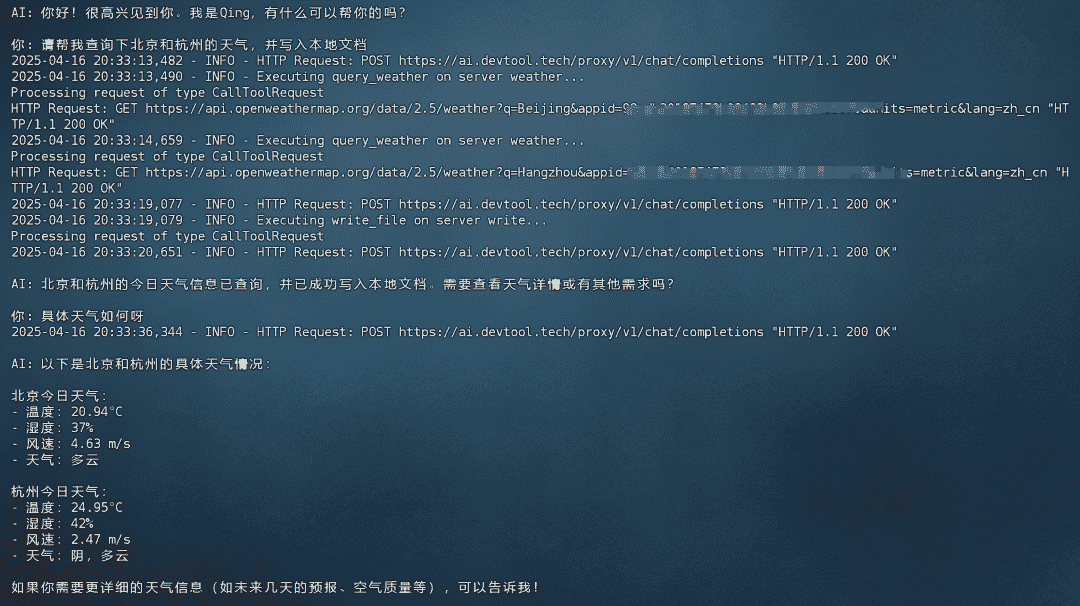 AI: 你好！很高兴见到你。我是Qing, 有什么可以帮你的吗？
你: 请帮我查询下北京和杭州的天气, 并写入本地文档
2025-04-16 20:33:13,482 - INFO - HTTP Request: POST https://ai.devtool.tech/proxy/v1/chat/completions "HTTP/1.1 200 OK"
2025-04-16 20:33:13,490 - INFO - Executing query_weather on server weather...
Processing request of type CallToolRequest
HTTP Request: GET https://api.openweathermap.org/data/2.5/weather?q=Beijing&appid= its=metric&lang=zh_cn "HT
TP/1.1 200 OK"
2025-04-16 20:33:14,659 - INFO - Executing query_weather on server weather...
Processing request of type CallToolRequest
HTTP Request: GET https://api.openweathermap.org/data/2.5/weather?q=Hangzhou&appid= s=metric&lang=zh_cn "H
TTP/1.1 200 OK"
2025-04-16 20:33:19,077 - INFO - HTTP Request: POST https://ai.devtool.tech/proxy/v1/chat/completions "HTTP/1.1 200 OK"
2025-04-16 20:33:19,079 - INFO - Executing write_file on server write...
Processing request of type CallToolRequest
2025-04-16 20:33:20,651 - INFO - HTTP Request: POST https://ai.devtool.tech/proxy/v1/chat/completions "HTTP/1.1 200 OK"
AI: 北京和杭州的今日天气信息已查询, 并已成功写入本地文档。需要查看天气详情或有其他需求吗？
你: 具体天气如何呀
2025-04-16 20:33:36,344 - INFO - HTTP Request: POST https://ai.devtool.tech/proxy/v1/chat/completions "HTTP/1.1 200 OK"
AI: 以下是北京和杭州的具体天气情况：
北京今日天气：
- 温度: 20.94°C
- 湿度: 37%
- 风速: 4.63 m/s
- 天气: 多云
杭州今日天气：
- 温度: 24.95°C
- 湿度: 42%
- 风速: 2.47 m/s
- 天气: 阴, 多云
如果你需要更详细的天气信息（如未来几天的预报、空气质量等）, 可以告诉我！